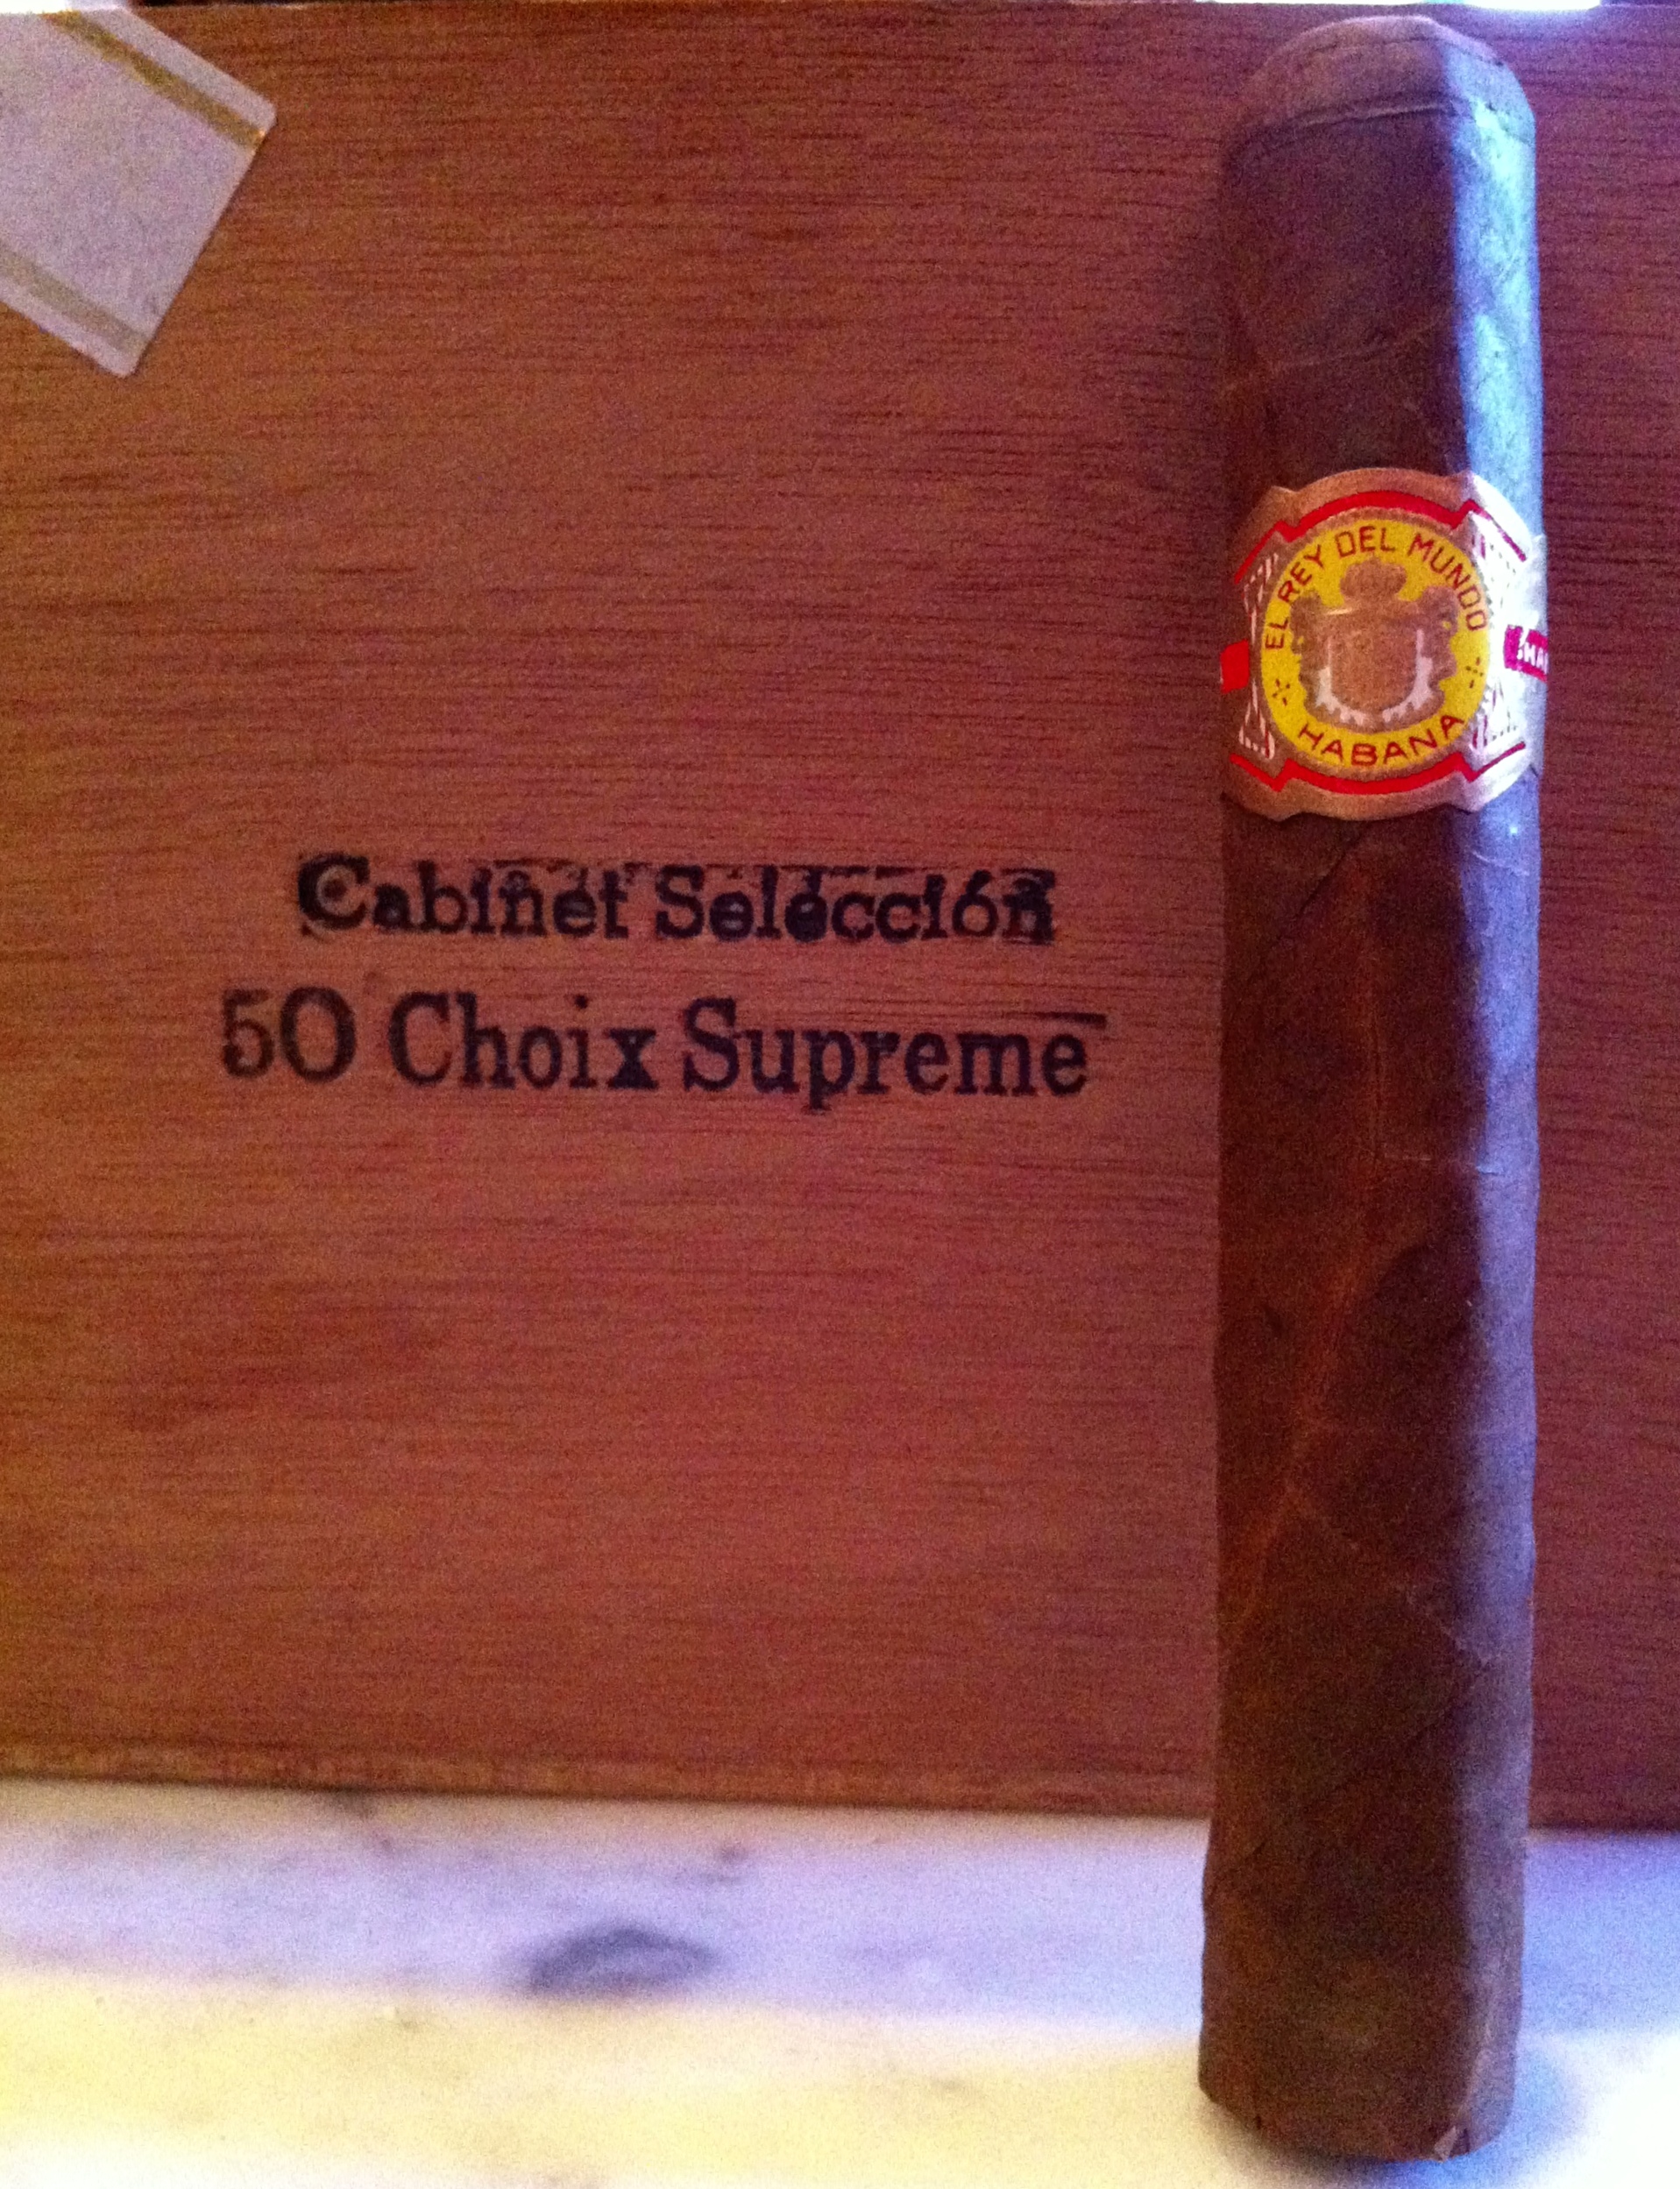 Cabinet Selección
50 Choix Supreme
EL REY DEL MUNDO
HABANA